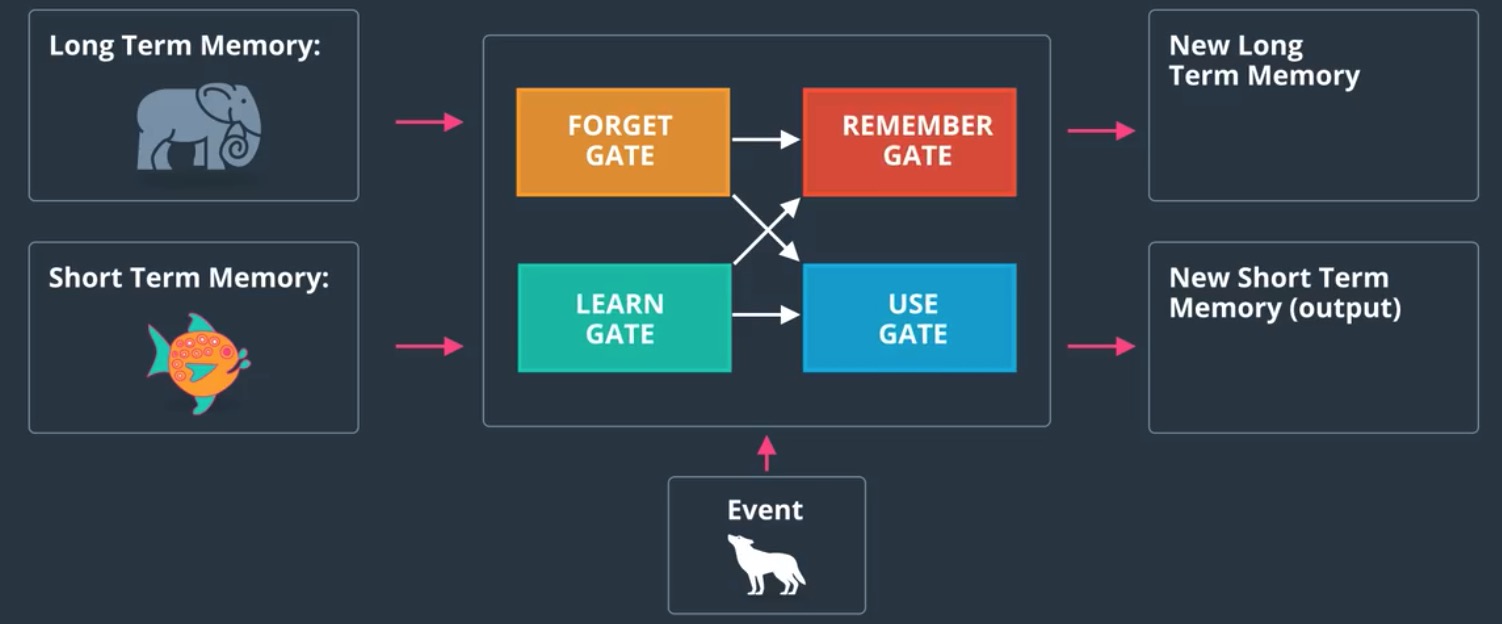 Long Term Memory:
Short Term Memory:
FORGET
GATE
REMEMBER
GATE
LEARN
GATE
USE
GATE
Event
New Long
Term Memory
New Short Term
Memory (output)